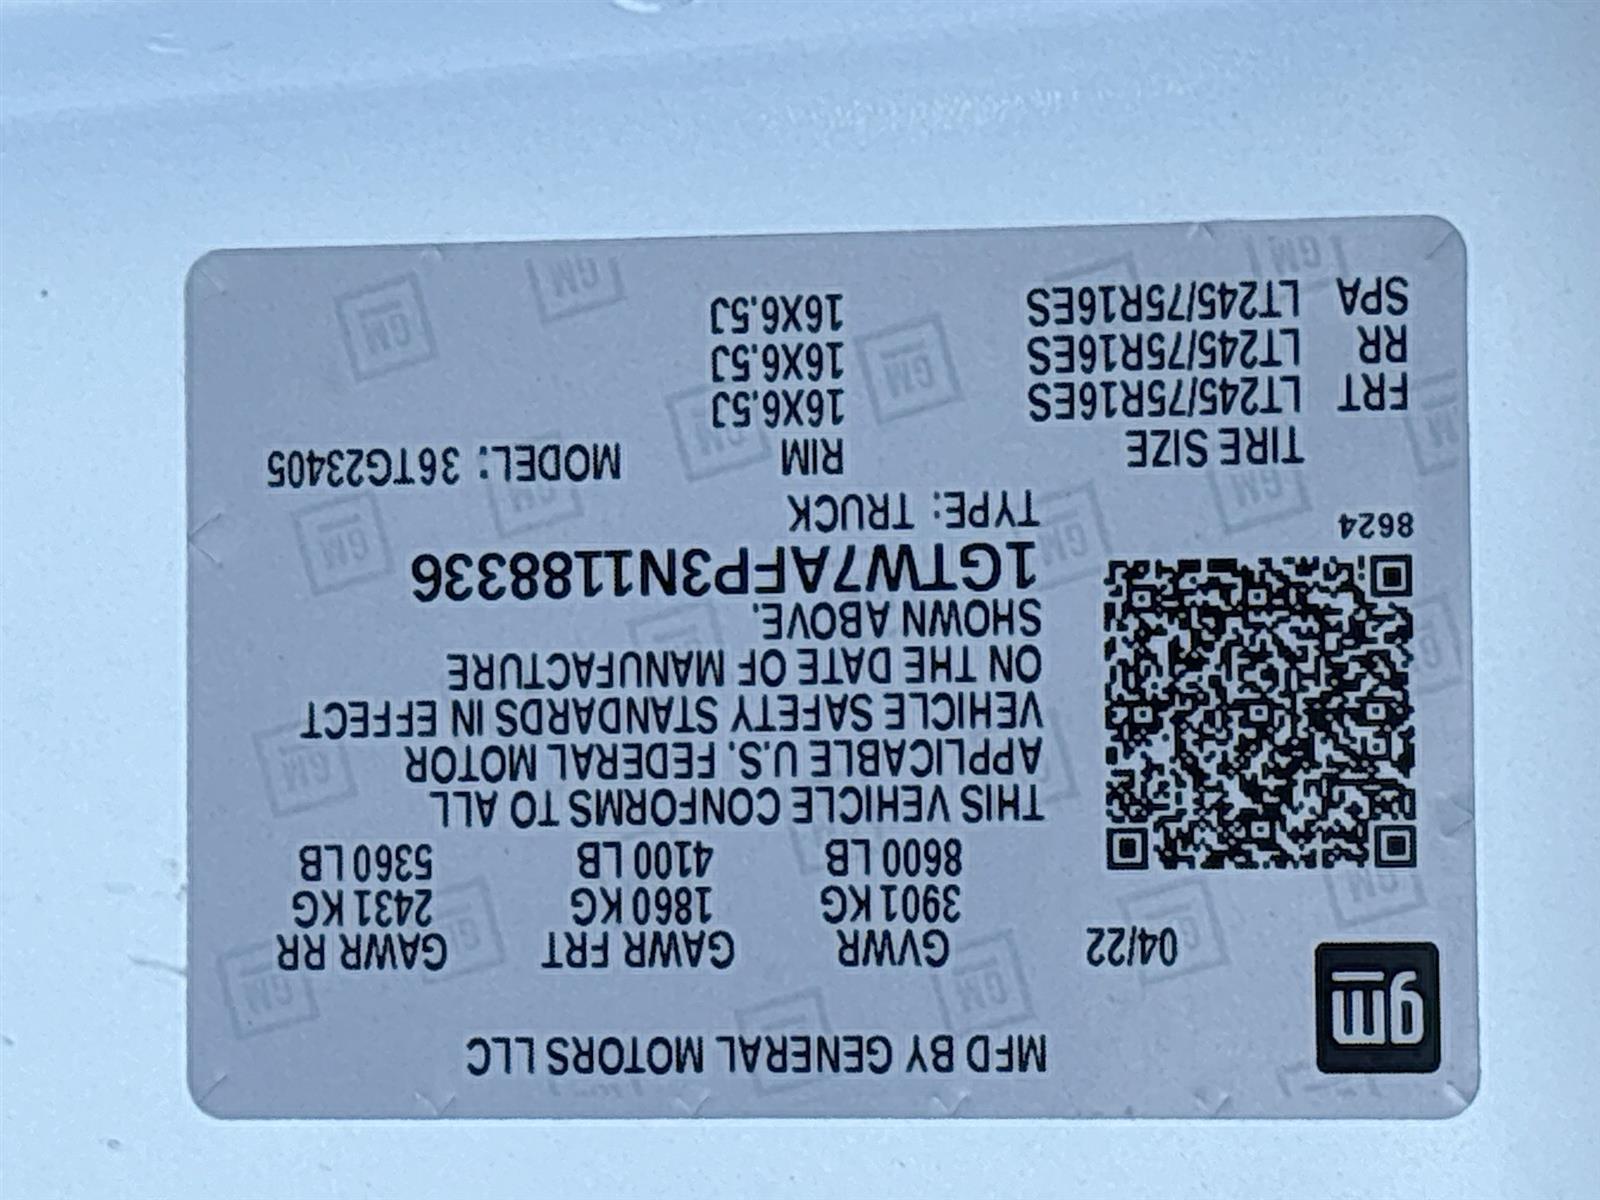 gm
MFD BY GENERAL MOTORS LLC
04/22 GVWR GAWR FRT GAWR RR
3901 KG 1860 KG 2431 KG
8600 LB 4100 LB 5360 LB
THIS VEHICLE CONFORMS TO ALL
APPLICABLE U.S. FEDERAL MOTOR
VEHICLE SAFETY STANDARDS IN EFFECT
ON THE DATE OF MANUFACTURE
SHOWN ABOVE.
1GTW7AFP3N1188336
8624 TYPE: TRUCK
TIRE SIZE RIM MODEL: 36TG23405
FRT LT245/75R16ES 16X6.5J
RR LT245/75R16ES 16X6.5J
SPA LT245/75R16ES 16X6.5J